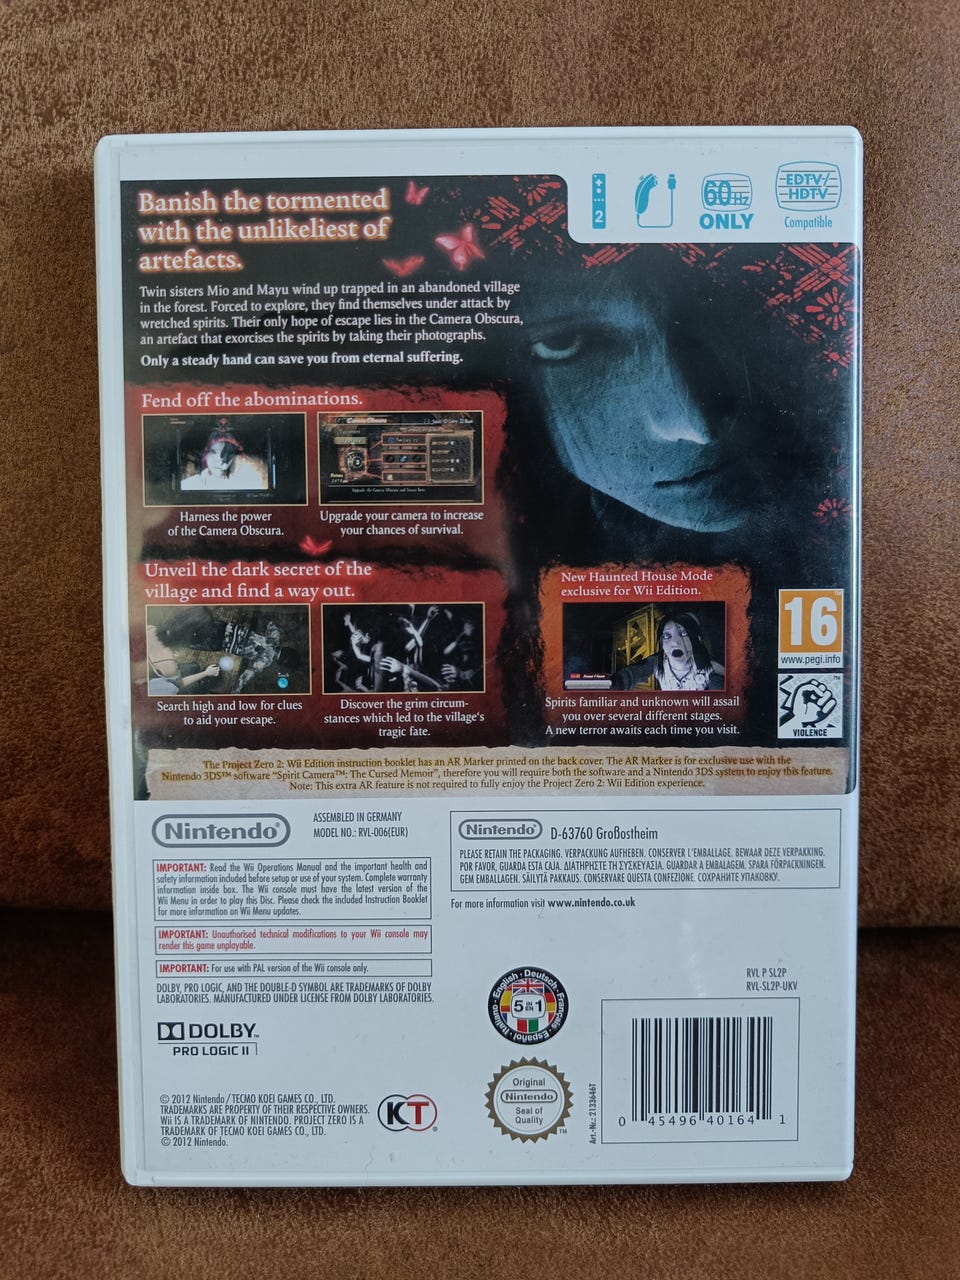 Banish the tormented
with the unlikeliest of
artefacts.
Twin sisters Mio and Mayu wind up trapped in an abandoned village
in the forest. Forced to explore, they find themselves under attack by
wretched spirits. Their only hope of escape lies in the Camera Obscura,
an artefact that exorcises the spirits by taking their photographs.
Only a steady hand can save you from eternal suffering.
2
60Hz
ONLY
EDTV/
HDTV
Compatible
Fend off the abominations.
Camera Obscura
Harness the power
of the Camera Obscura.
Upgrade your camera to increase
your chances of survival.
Unveil the dark secret of the
village and find a way out.
Search high and low for clues
to aid your escape.
Discover the grim circum-
stances which led to the village's
tragic fate.
New Haunted House Mode
exclusive for Wii Edition.
Spirits familiar and unknown will assail
you over several different stages.
A new terror awaits each time you visit.
16
www.pegi.info
VIOLENCE
The Project Zero 2: Wii Edition instruction booklet has an AR Marker printed on the back cover. The AR Marker is for exclusive use with the
Nintendo 3DS™ software "Spirit Camera™: The Cursed Memoir", therefore you will require both the software and a Nintendo 3DS system to enjoy this feature.
Note: This extra AR feature is not required to fully enjoy the Project Zero 2: Wii Edition experience.
Nintendo®
ASSEMBLED IN GERMANY
MODEL NO.: RVL-006(EUR)
IMPORTANT: Read the Wii Operations Manual and the important health and
safety information included before setup or use of your system. Complete warranty
information inside box. The Wii console must have the latest version of the
Wii Menu in order to play this Disc. Please check the included Instruction Booklet
for more information on Wii Menu updates.
IMPORTANT: Unauthorised technical modifications to your Wii console may
render this game unplayable.
IMPORTANT: For use with PAL version of the Wii console only.
DOLBY, PRO LOGIC, AND THE DOUBLE-D SYMBOL ARE TRADEMARKS OF DOLBY
LABORATORIES. MANUFACTURED UNDER LICENSE FROM DOLBY LABORATORIES.
DOLBY™
PRO LOGIC II
© 2012 Nintendo/TECMO KOEI GAMES CO., LTD.
TRADEMARKS ARE PROPERTY OF THEIR RESPECTIVE OWNERS.
Wii IS A TRADEMARK OF NINTENDO. PROJECT ZERO IS A
TRADEMARK OF TECMO KOEI GAMES CO., LTD.
© 2012 Nintendo.
KT®
Nintendo®
D-63760 Großostheim
PLEASE RETAIN THE PACKAGING. VERPACKUNG AUFHEBEN. CONSERVER L'EMBALLAGE. BEWAAR DEZE VERPAKKING.
POR FAVOR, GUARDA ESTA CAJA. ΔΙΑΤΗΡΗΣΤΕ ΤΗ ΣΥΣΚΕΥΑΣΙΑ. GUARDAR A EMBALAGEM. SPARA FÖRPACKNINGEN.
GEM EMBALLAGEN. SÄILYTÄ PAKKAUS. CONSERVARE QUESTA CONFEZIONE. СОХРАНИТЕ УПАКОВКУ.
For more information visit www.nintendo.co.uk
English · Deutsch · Français · Español · Italiano ·
5 IN EN 1
Original
Nintendo
Seal of
Quality
™
RVL P SL2P
RVL-SL2P-UKV
Art.-Nr.: 2133646T
0 45496 40164 1